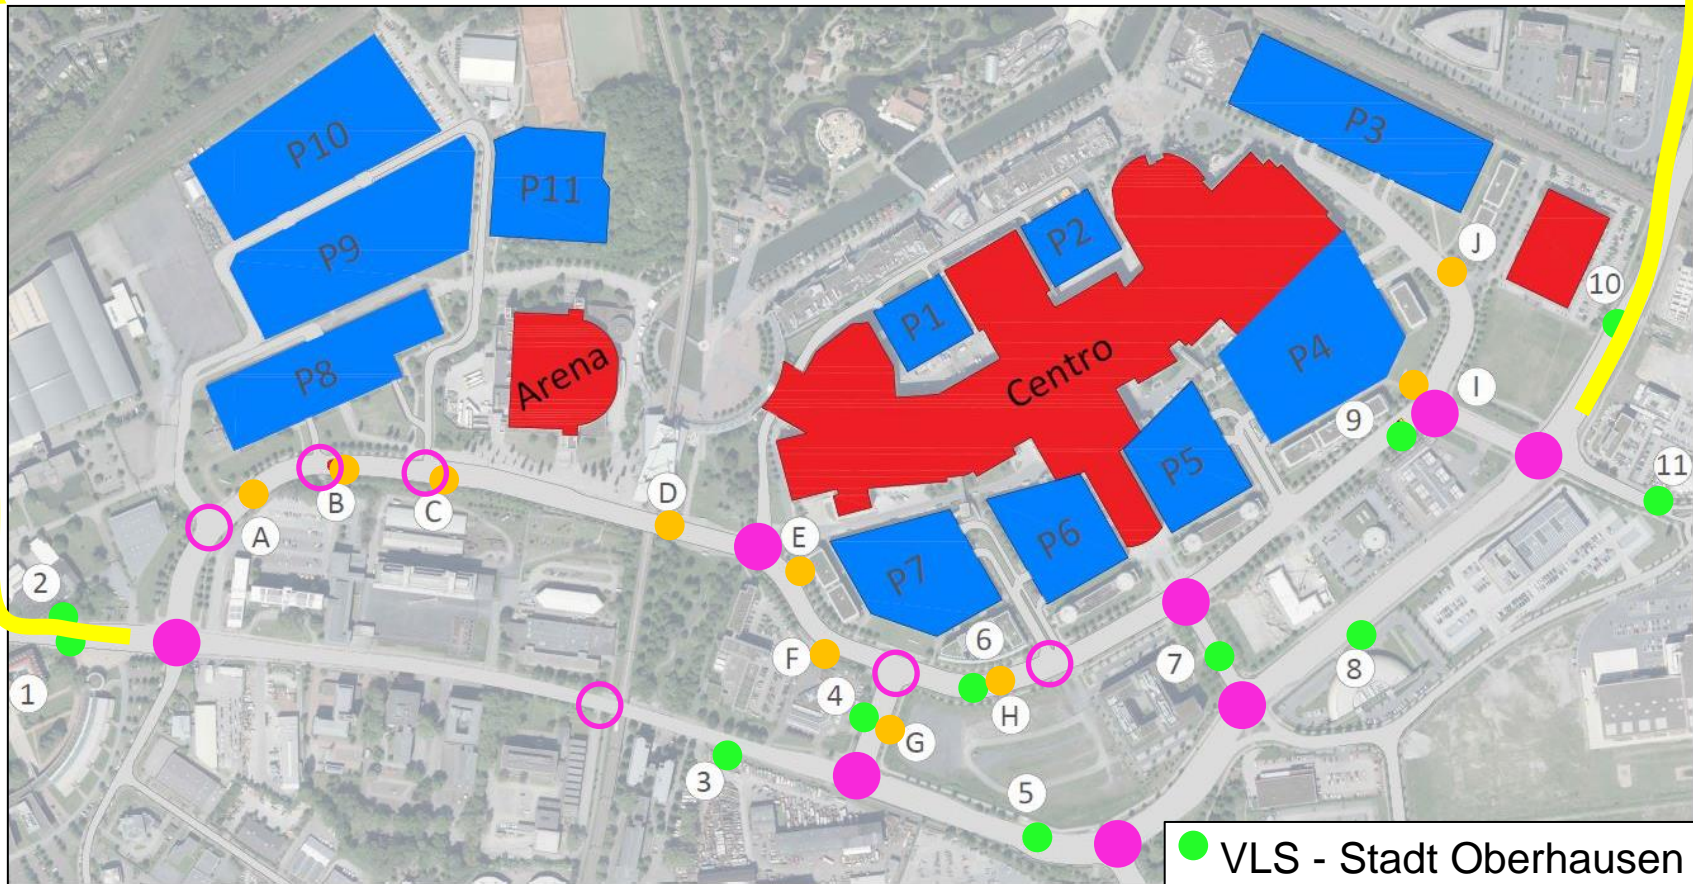 P10
P11
P9
P8
P3
P2
P1
P4
P5
P6
P7
Arena
Centro
J
10
I
9
11
D
E
C
B
A
2
1
F
4
G
6
H
7
8
3
5
VLS - Stadt Oberhausen